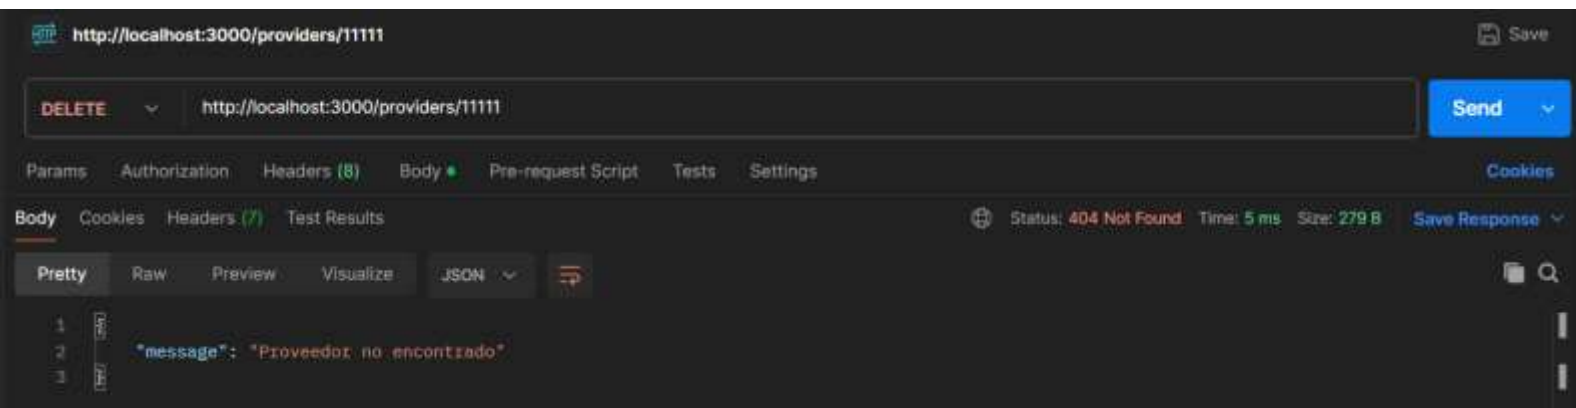 HTTP http://localhost:3000/providers/11111 Save
DELETE http://localhost:3000/providers/11111 Send
Params Authorization Headers (8) Body Pre-request Script Tests Settings Cookies
Body Cookies Headers (7) Test Results Status: 404 Not Found Time: 5 ms Size: 279 B Save Response
Pretty Raw Preview Visualize JSON
1 {
2 "message": "Proveedor no encontrado"
3 }